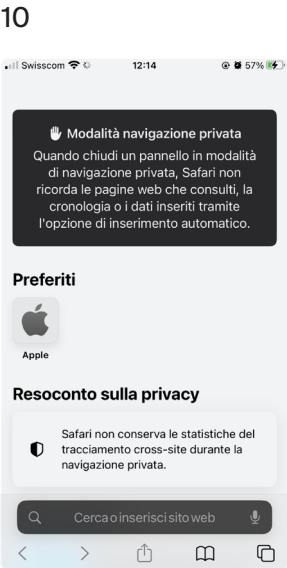 10
Swisscom 12:14 57%
Modalità navigazione privata
Quando chiudi un pannello in modalità
di navigazione privata, Safari non
ricorda le pagine web che consulti, la
cronologia o i dati inseriti tramite
l'opzione di inserimento automatico.
Preferiti
Apple
Resoconto sulla privacy
Safari non conserva le statistiche del
tracciamento cross-site durante la
navigazione privata.
Cerca o inserisci sito web